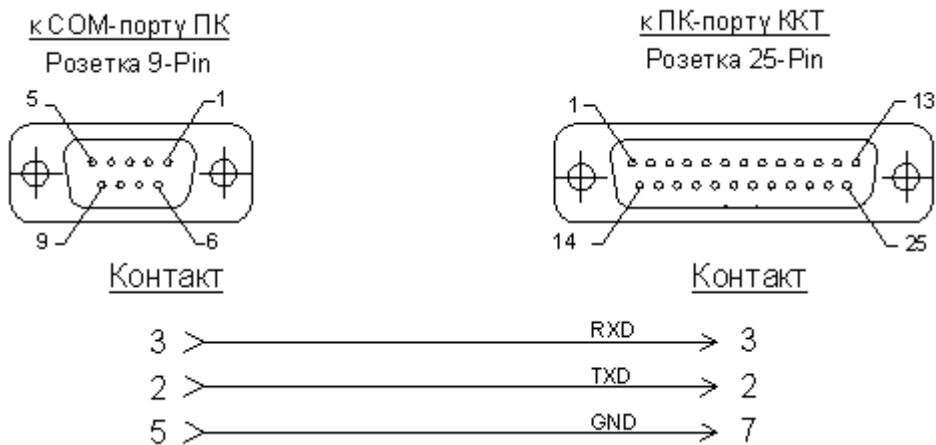 к COM-порту ПК
Розетка 9-Pin
5
1
9
6
к ПК-порту ККТ
Розетка 25-Pin
1
13
14
25
Контакт
Контакт
3 RXD 3
2 TXD 2
5 GND 7